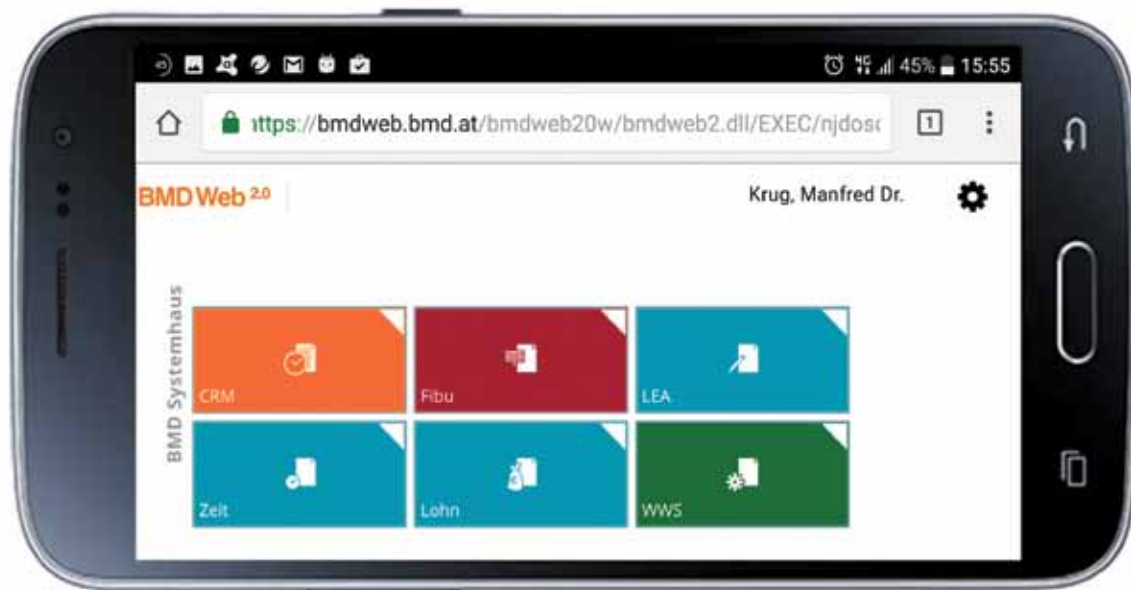 45% 15:55
https://bmdweb.bmd.at/bmdweb20w/bmdweb2.dll/EXEC/njdosc 1
BMD Web 2.0
Krug, Manfred Dr.
BMD Systemhaus
CRM
Fibu
LEA
Zeit
Lohn
WWS